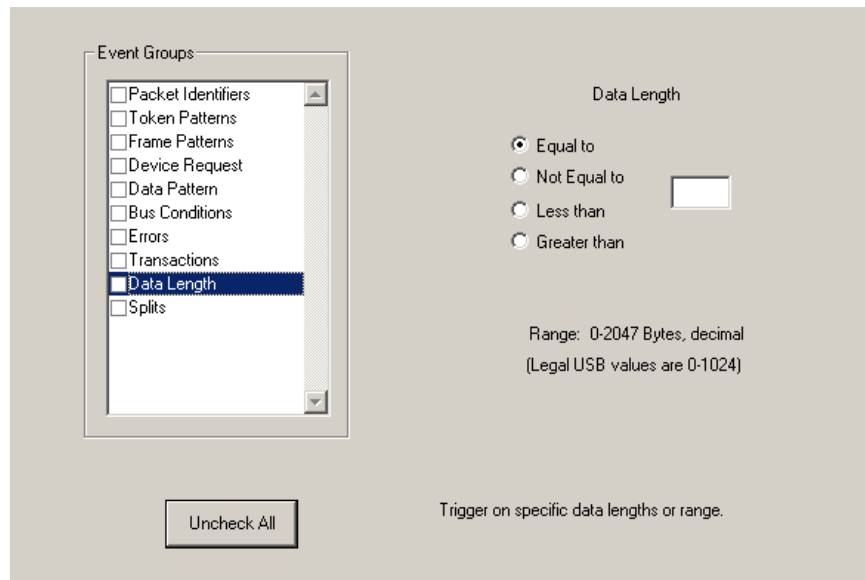 Event Groups
Packet Identifiers
Token Patterns
Frame Patterns
Device Request
Data Pattern
Bus Conditions
Errors
Transactions
Data Length
Splits
Uncheck All
Data Length
Equal to
Not Equal to
Less than
Greater than
Range:  0-2047 Bytes, decimal
(Legal USB values are 0-1024)
Trigger on specific data lengths or range.